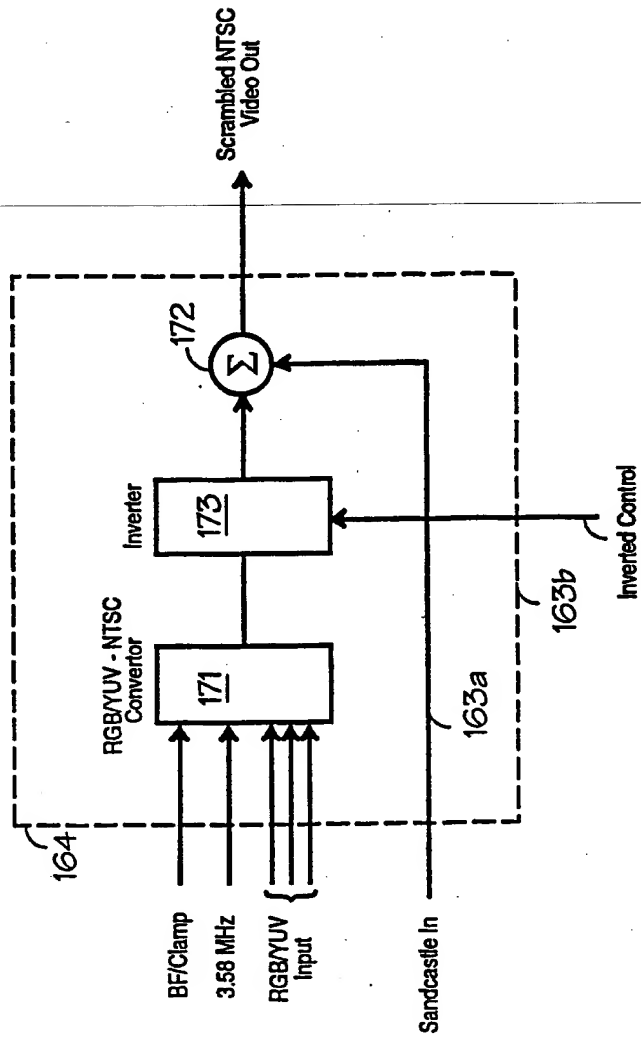 Scrambled NTSC
Video Out
172
Σ
Inverter
173
RGB/YUV - NTSC
Convertor
171
164
BF/Clamp
3.58 MHz
RGB/YUV
Input
Sandcastle In
163a
163b
Inverted Control